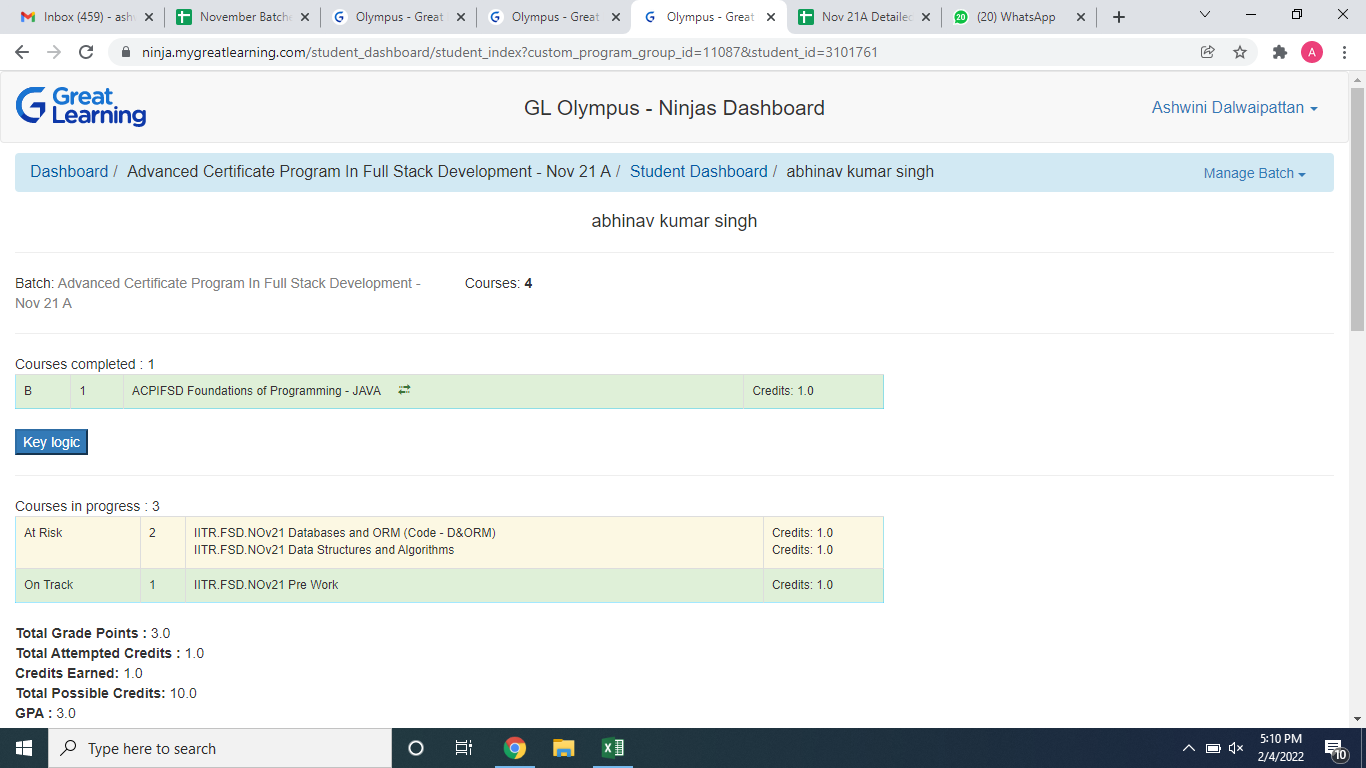 Inbox (459) - ash
November Batche
Olympus - Great
Olympus - Great
Olympus - Great
Nov 21A Detailed
20
(20) WhatsApp
ninja.mygreatlearning.com/student_dashboard/student_index?custom_program_group_id=11087&student_id=3101761
A
Great
Learning
GL Olympus - Ninjas Dashboard
Ashwini Dalwaipattan
Dashboard / Advanced Certificate Program In Full Stack Development - Nov 21 A / Student Dashboard / abhinav kumar singh
Manage Batch
abhinav kumar singh
Batch: Advanced Certificate Program In Full Stack Development -
Nov 21 A
Courses: 4
Courses completed : 1
B 1 ACPIFSD Foundations of Programming - JAVA Credits: 1.0
Key logic
Courses in progress : 3
At Risk 2 IITR.FSD.NOv21 Databases and ORM (Code - D&ORM) Credits: 1.0
IITR.FSD.NOv21 Data Structures and Algorithms Credits: 1.0
On Track 1 IITR.FSD.NOv21 Pre Work Credits: 1.0
Total Grade Points : 3.0
Total Attempted Credits : 1.0
Credits Earned: 1.0
Total Possible Credits: 10.0
GPA : 3.0
Type here to search
5:10 PM
2/4/2022
10